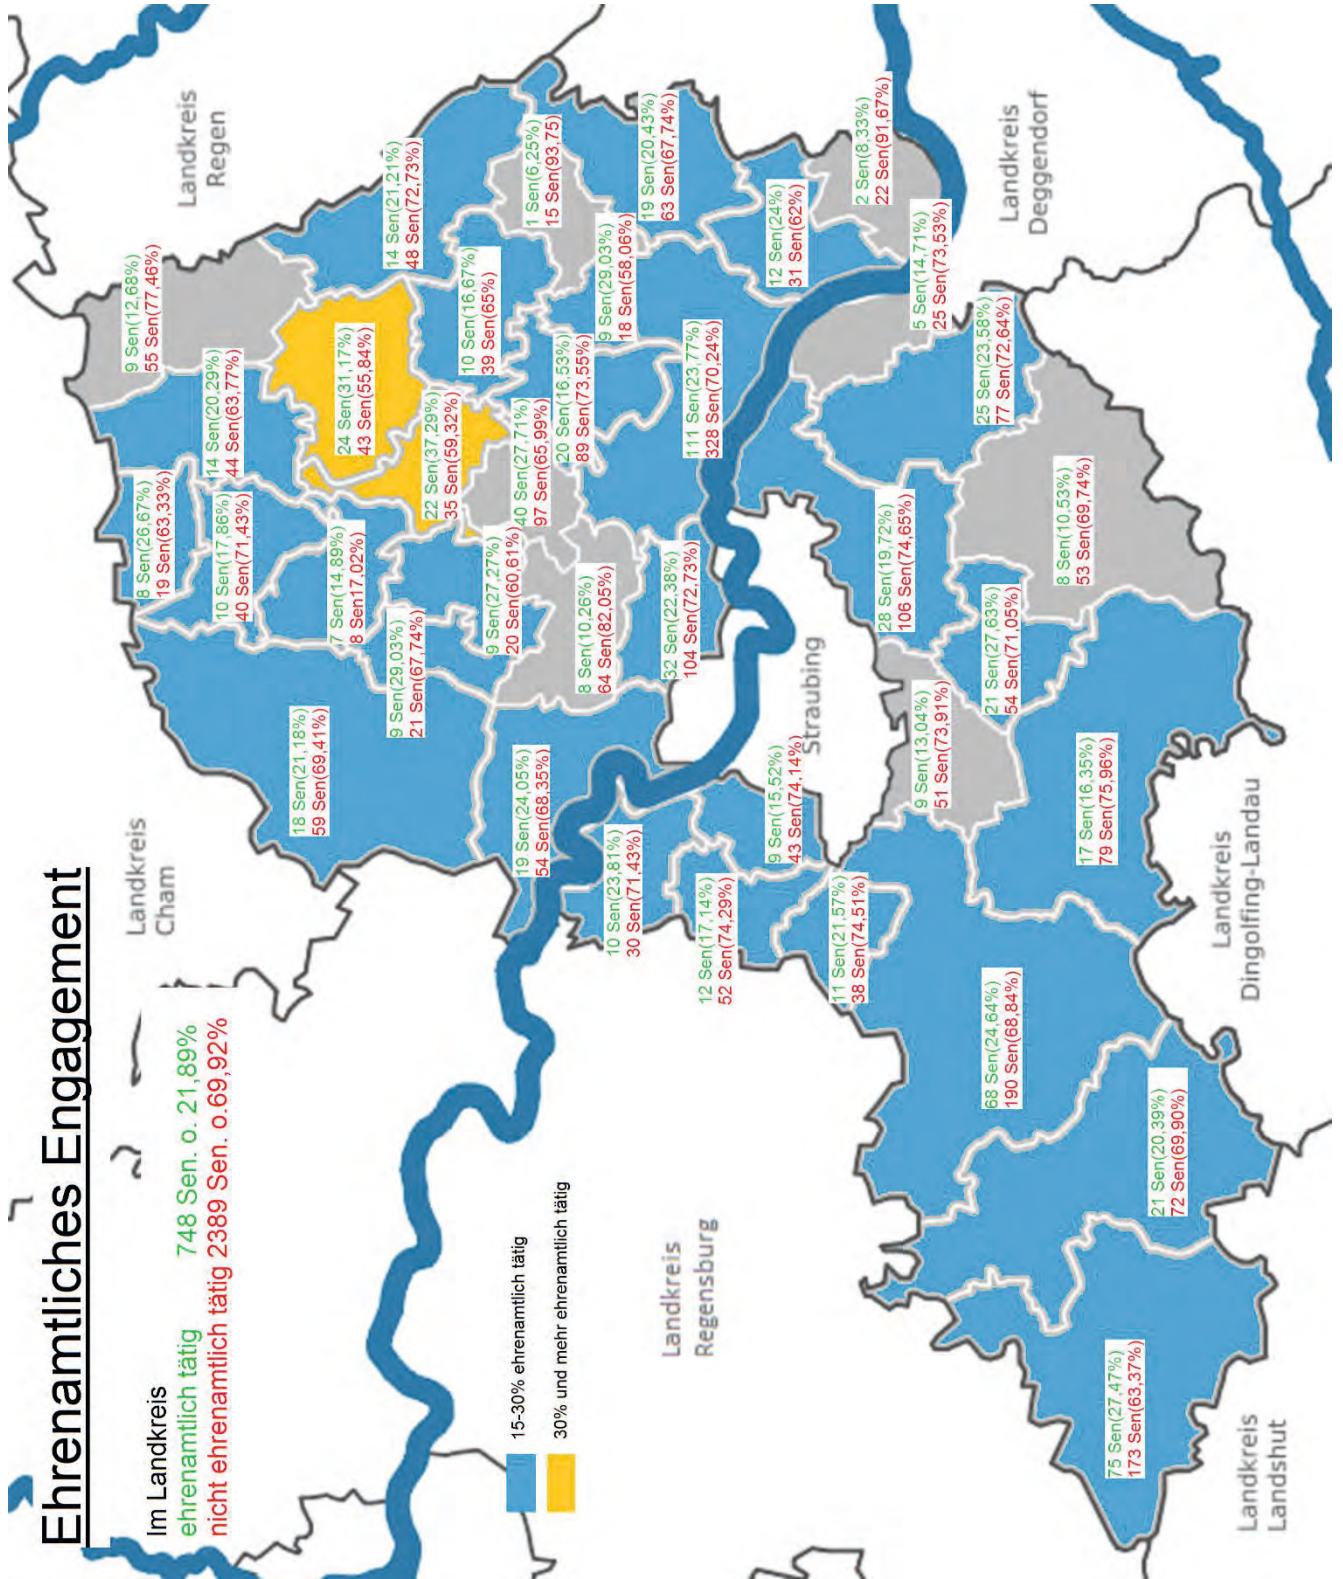 Ehrenamtliches Engagement
Im Landkreis
ehrenamtlich tätig 748 Sen. o. 21,89%
nicht ehrenamtlich tätig 2389 Sen. o.69,92%
15-30% ehrenamtlich tätig
30% und mehr ehrenamtlich tätig
Landkreis
Cham
Landkreis
Regen
Landkreis
Regensburg
Straubing
Landkreis
Deggendorf
Landkreis
Landshut
Landkreis
Dingolfing-Landau
9 Sen(12,68%)
55 Sen(77,46%)
8 Sen(26,67%)
19 Sen(63,33%)
14 Sen(20,29%)
44 Sen(63,77%)
10 Sen(17,86%)
40 Sen(71,43%)
18 Sen(21,18%)
59 Sen(69,41%)
7 Sen(14,89%)
8 Sen17,02%)
24 Sen(31,17%)
43 Sen(55,84%)
14 Sen(21,21%)
48 Sen(72,73%)
9 Sen(29,03%)
21 Sen(67,74%)
22 Sen(37,29%)
35 Sen(59,32%)
10 Sen(16,67%)
39 Sen(65%)
1 Sen(6,25%)
15 Sen(93,75
9 Sen(27,27%)
20 Sen(60,61%)
40 Sen(27,71%)
97 Sen(65,99%)
19 Sen(24,05%)
54 Sen(68,35%)
20 Sen(16,53%)
89 Sen(73,55%)
9 Sen(29,03%)
18 Sen(58,06%)
8 Sen(10,26%)
64 Sen(82,05%)
19 Sen(20,43%)
63 Sen(67,74%)
10 Sen(23,81%)
30 Sen(71,43%)
32 Sen(22,38%)
104 Sen(72,73%)
111 Sen(23,77%)
328 Sen(70,24%)
12 Sen(17,14%)
52 Sen(74,29%)
9 Sen(15,52%)
43 Sen(74,14%)
12 Sen(24%)
31 Sen(62%)
2 Sen(8,33%)
22 Sen(91,67%)
11 Sen(21,57%)
38 Sen(74,51%)
28 Sen(19,72%)
106 Sen(74,65%)
5 Sen(14,71%)
25 Sen(73,53%)
9 Sen(13,04%)
51 Sen(73,91%)
25 Sen(23,58%)
77 Sen(72,64%)
68 Sen(24,64%)
190 Sen(68,84%)
21 Sen(27,63%)
54 Sen(71,05%)
8 Sen(10,53%)
53 Sen(69,74%)
17 Sen(16,35%)
79 Sen(75,96%)
75 Sen(27,47%)
173 Sen(63,37%)
21 Sen(20,39%)
72 Sen(69,90%)